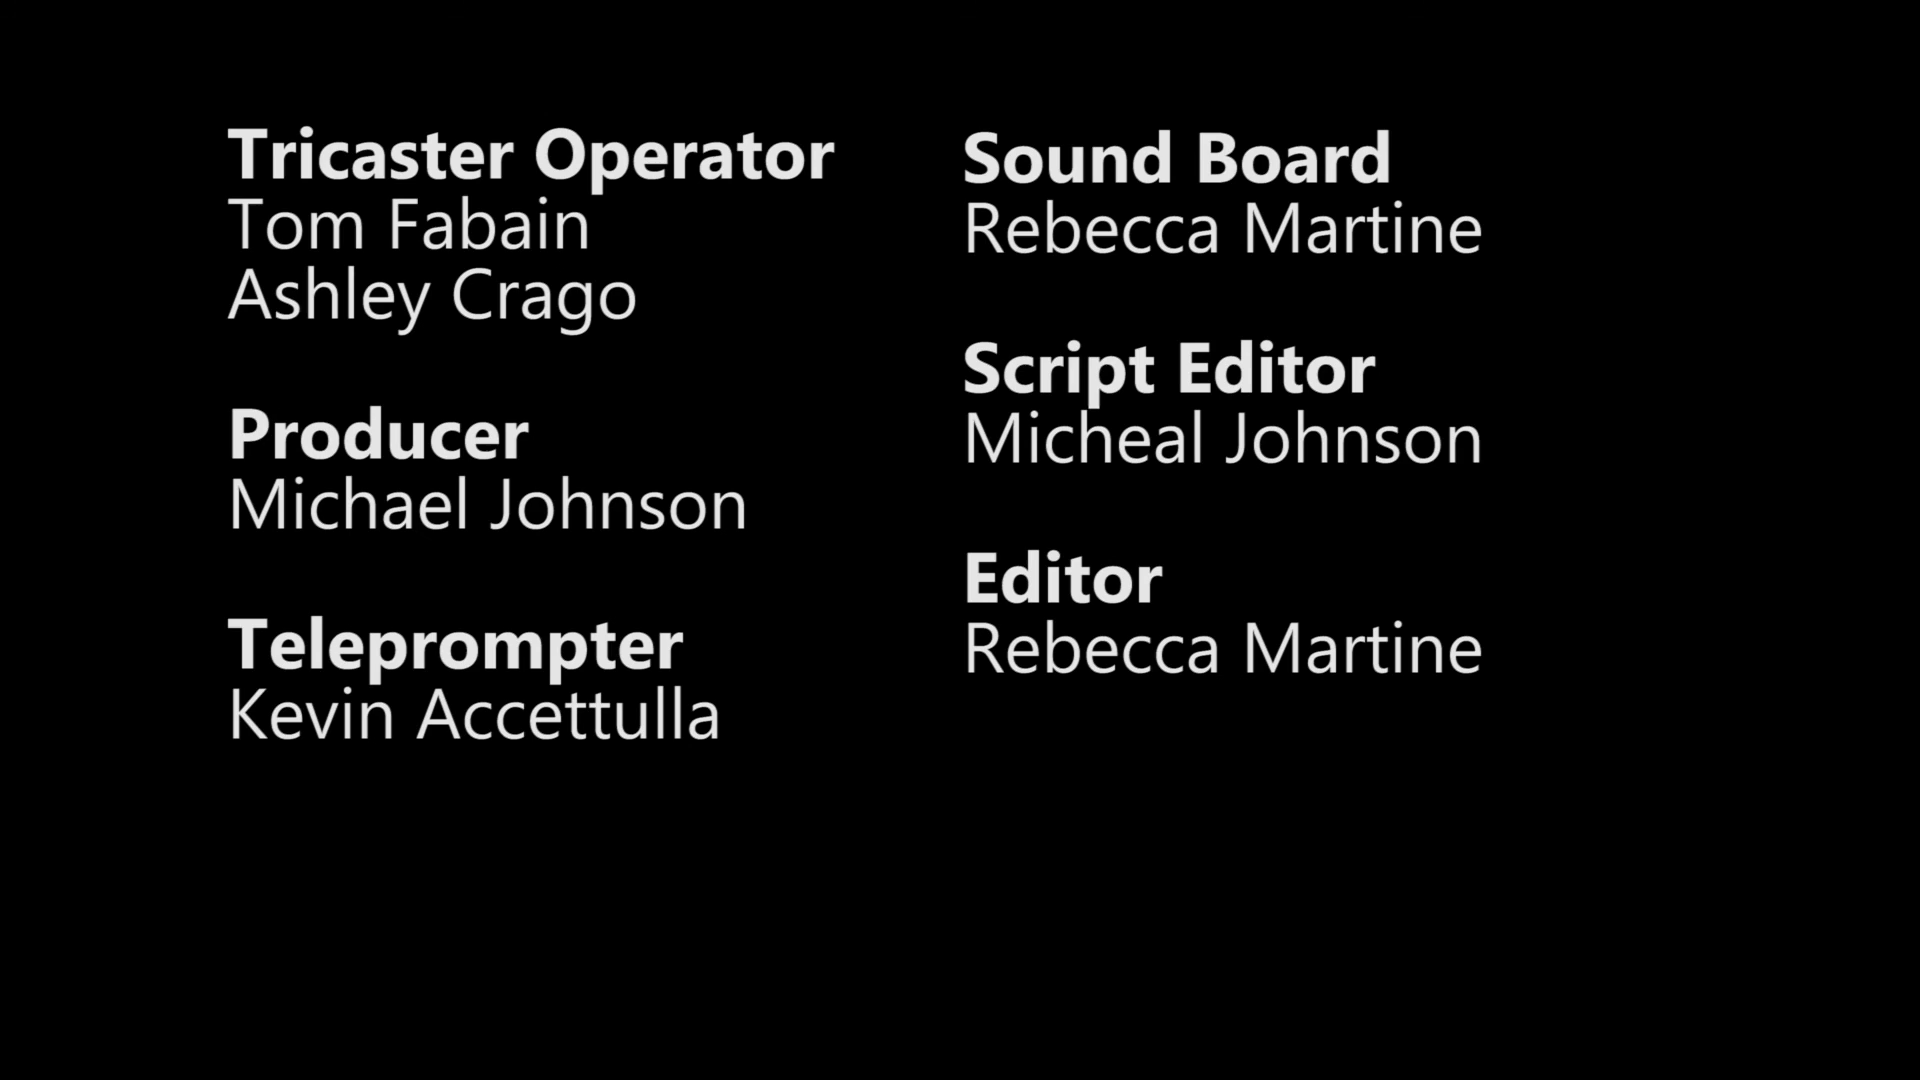 Tricaster Operator
Tom Fabain
Ashley Crago
Producer
Michael Johnson
Teleprompter
Kevin Accettulla
Sound Board
Rebecca Martine
Script Editor
Micheal Johnson
Editor
Rebecca Martine